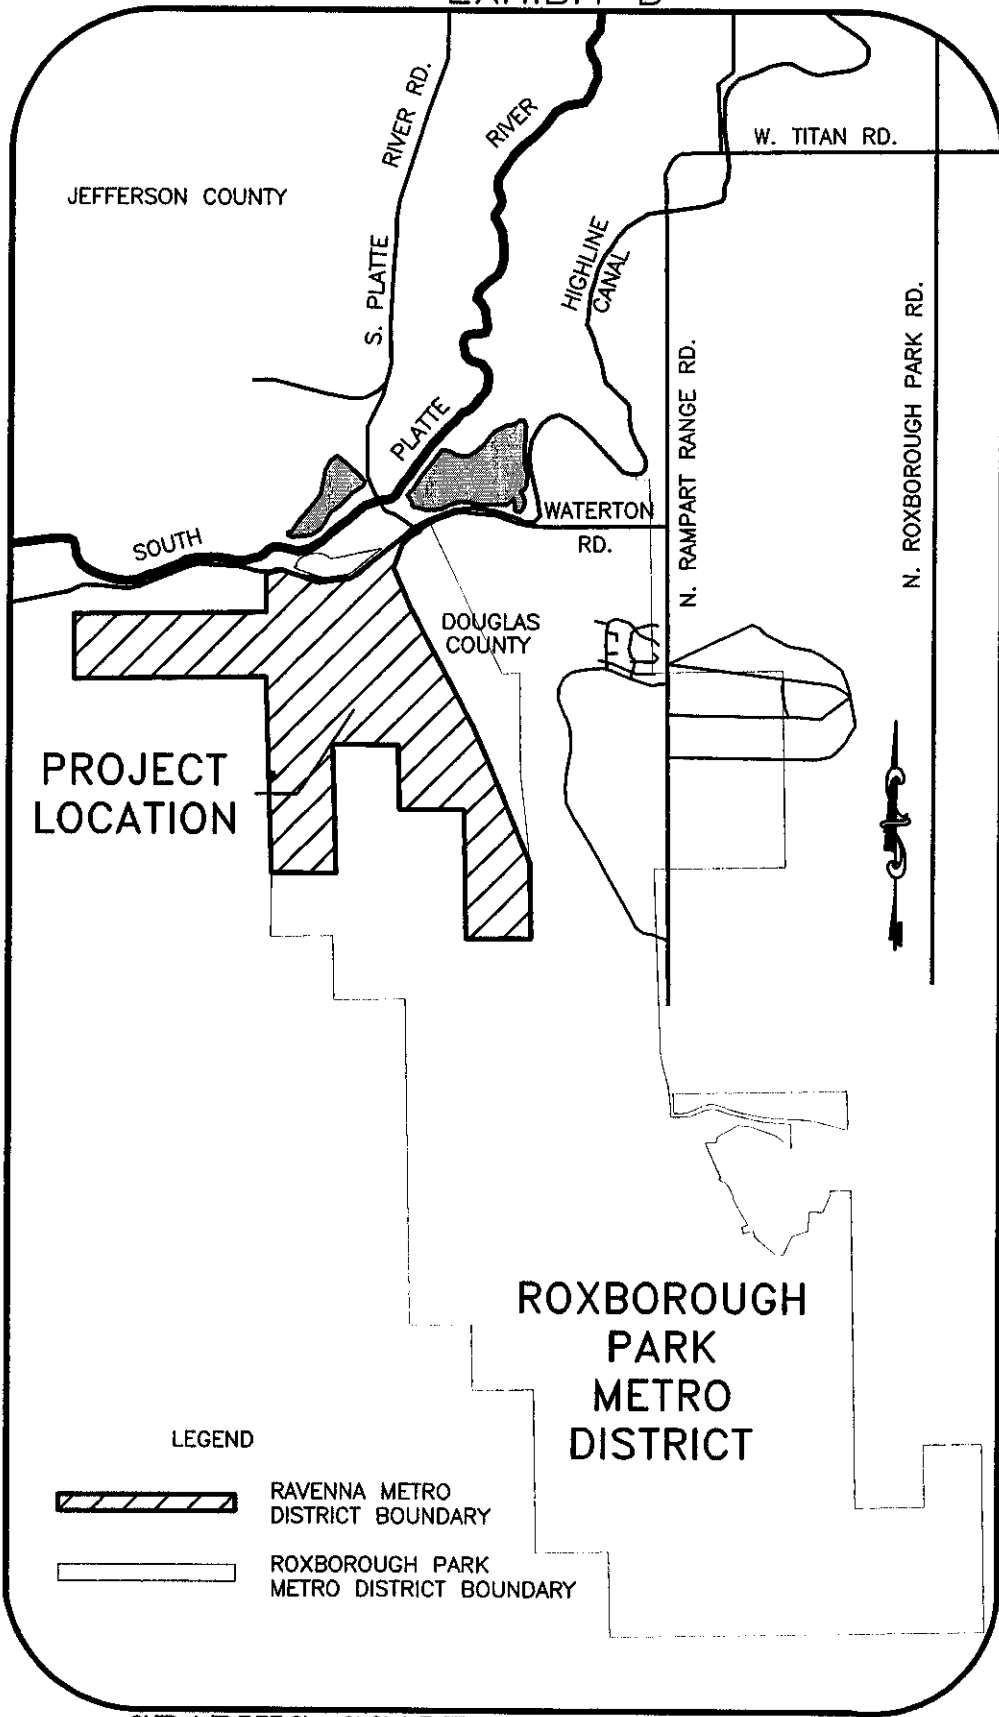 JEFFERSON COUNTY
S. PLATTE RIVER RD.
RIVER
W. TITAN RD.
HIGHLINE
CANAL
N. RAMPART RANGE RD.
N. ROXBOROUGH PARK RD.
PLATTE
SOUTH
WATERTON
RD.
DOUGLAS
COUNTY
PROJECT
LOCATION
ROXBOROUGH
PARK
METRO
DISTRICT
LEGEND
RAVENNA METRO
DISTRICT BOUNDARY
ROXBOROUGH PARK
METRO DISTRICT BOUNDARY